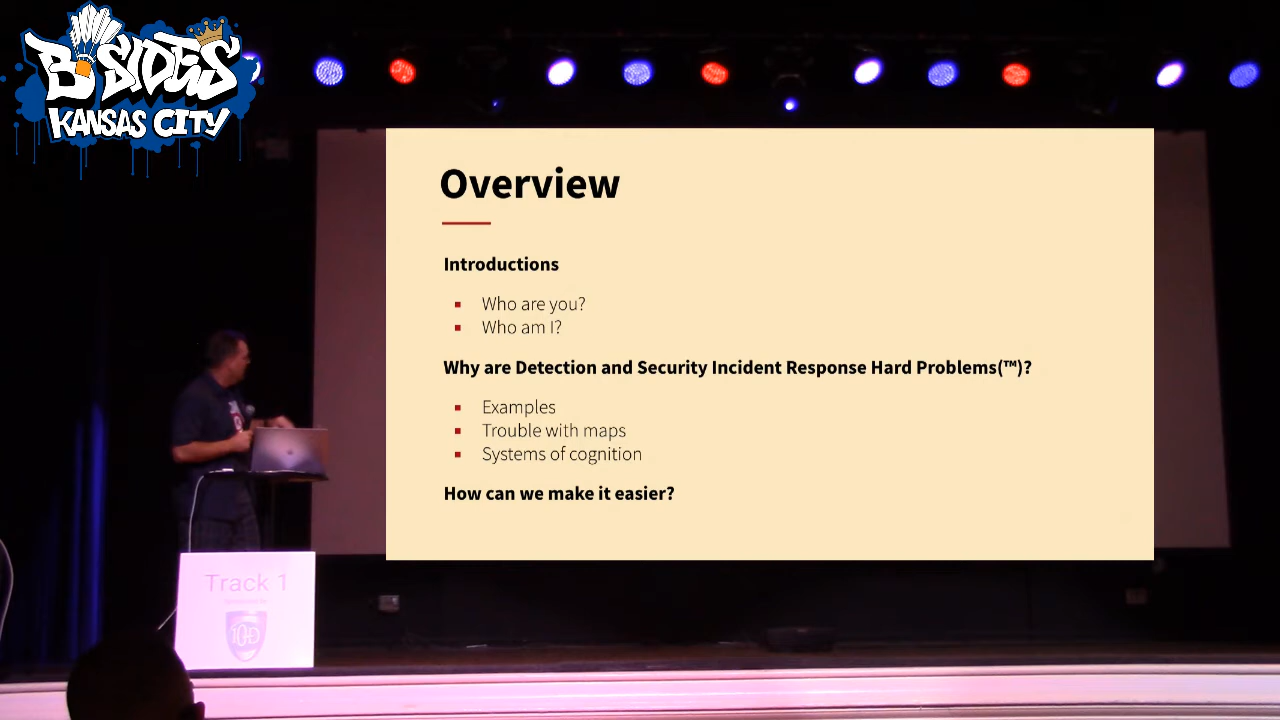 B-SIDES
KANSAS CITY
Overview
Introductions
Who are you?
Who am I?
Why are Detection and Security Incident Response Hard Problems(™)?
Examples
Trouble with maps
Systems of cognition
How can we make it easier?
Track 1